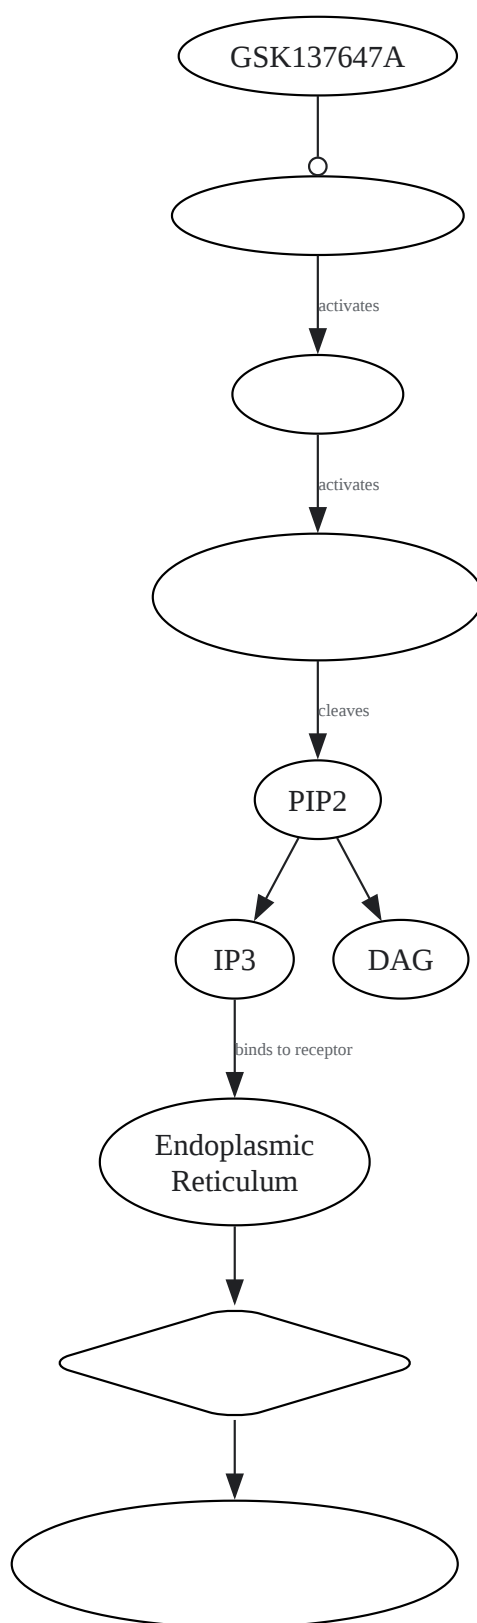 GSK137647A
activates
activates
cleaves
PIP2
IP3
DAG
binds to receptor
Endoplasmic
Reticulum